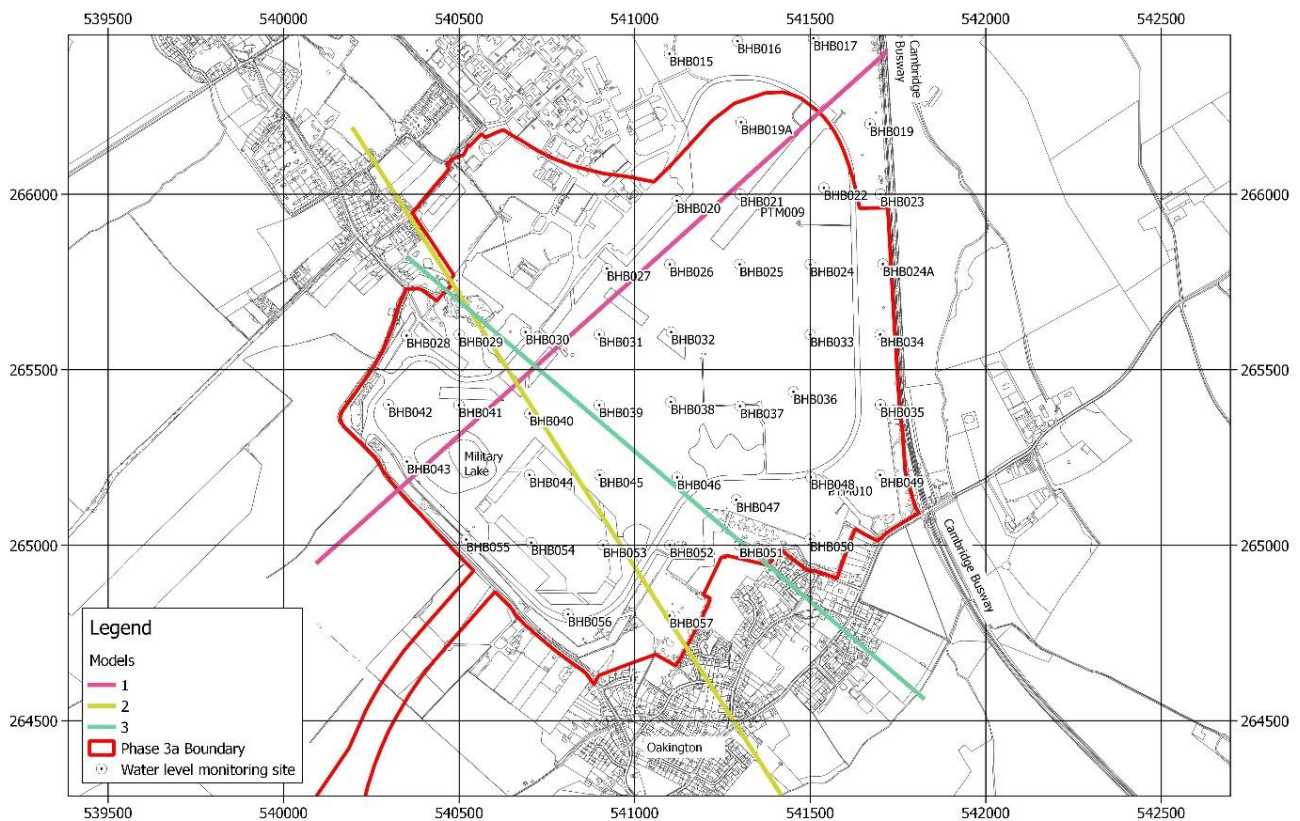 539500 540000 540500 541000 541500 542000 542500
BHB016
BHB017
BHB015
Cambridge
Busway
BHB019A
BHB019
266000
266000
BHB022
BHB023
BHB020
BHB021
PTM009
BHB027
BHB026
BHB025
BHB024
BHB024A
BHB028
BHB029
BHB030
BHB031
BHB032
BHB033
BHB034
265500
265500
BHB042
BHB041
BHB040
BHB039
BHB038
BHB037
BHB036
BHB035
Military
Lake
BHB043
BHB044
BHB045
BHB046
BHB048
BHB049
BHB047
265000
265000
BHB055
BHB054
BHB053
BHB052
BHB051
BHB050
Cambridge Busway
BHB056
BHB057
Legend
Models
1
2
3
Phase 3a Boundary
Water level monitoring site
264500
264500
Oakington
539500 540000 540500 541000 541500 542000 542500